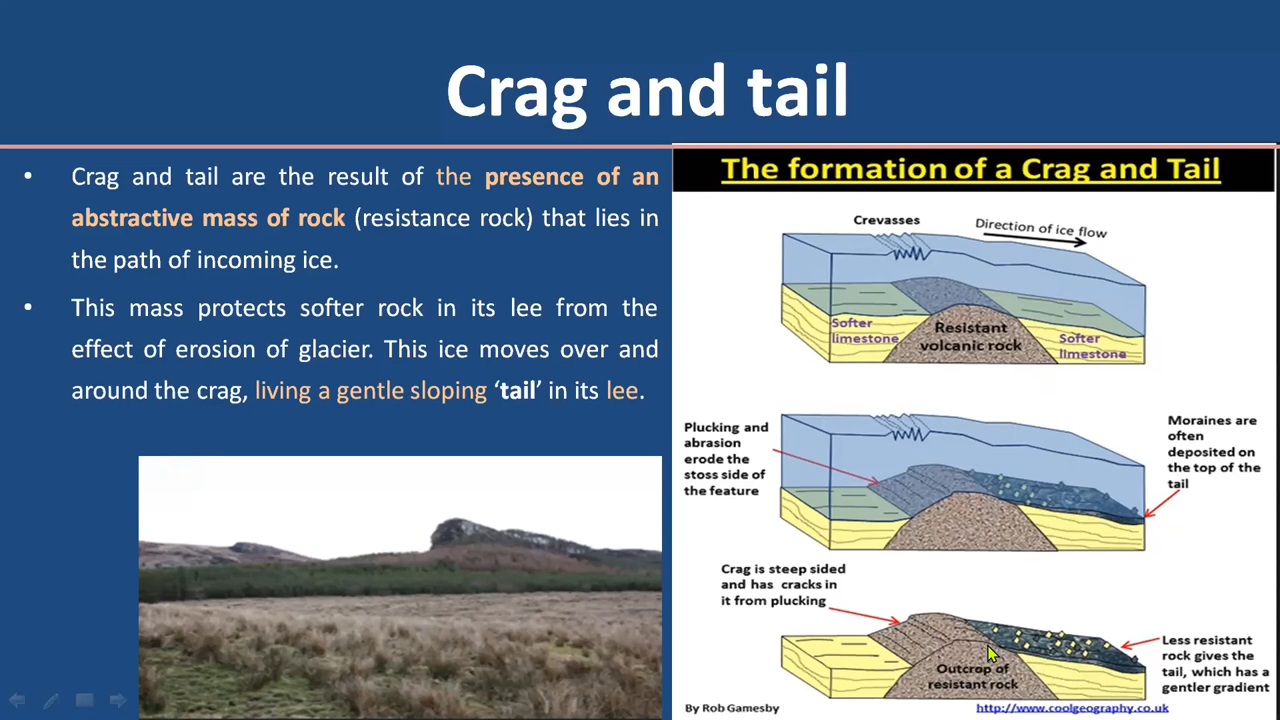 Crag and tail
• Crag and tail are the result of the presence of an
abstractive mass of rock (resistance rock) that lies in
the path of incoming ice.
• This mass protects softer rock in its lee from the
effect of erosion of glacier. This ice moves over and
around the crag, living a gentle sloping ‘tail’ in its lee.
The formation of a Crag and Tail
Crevasses
Direction of ice flow
Softer
limestone
Resistant
volcanic rock
Softer
limestone
Plucking and
abrasion
erode the
stoss side of
the feature
Moraines are
often
deposited on
the top of the
tail
Crag is steep sided
and has cracks in
it from plucking
Outcrop of
resistant rock
Less resistant
rock gives the
tail, which has a
gentler gradient
By Rob Gamesby
http://www.coolgeography.co.uk